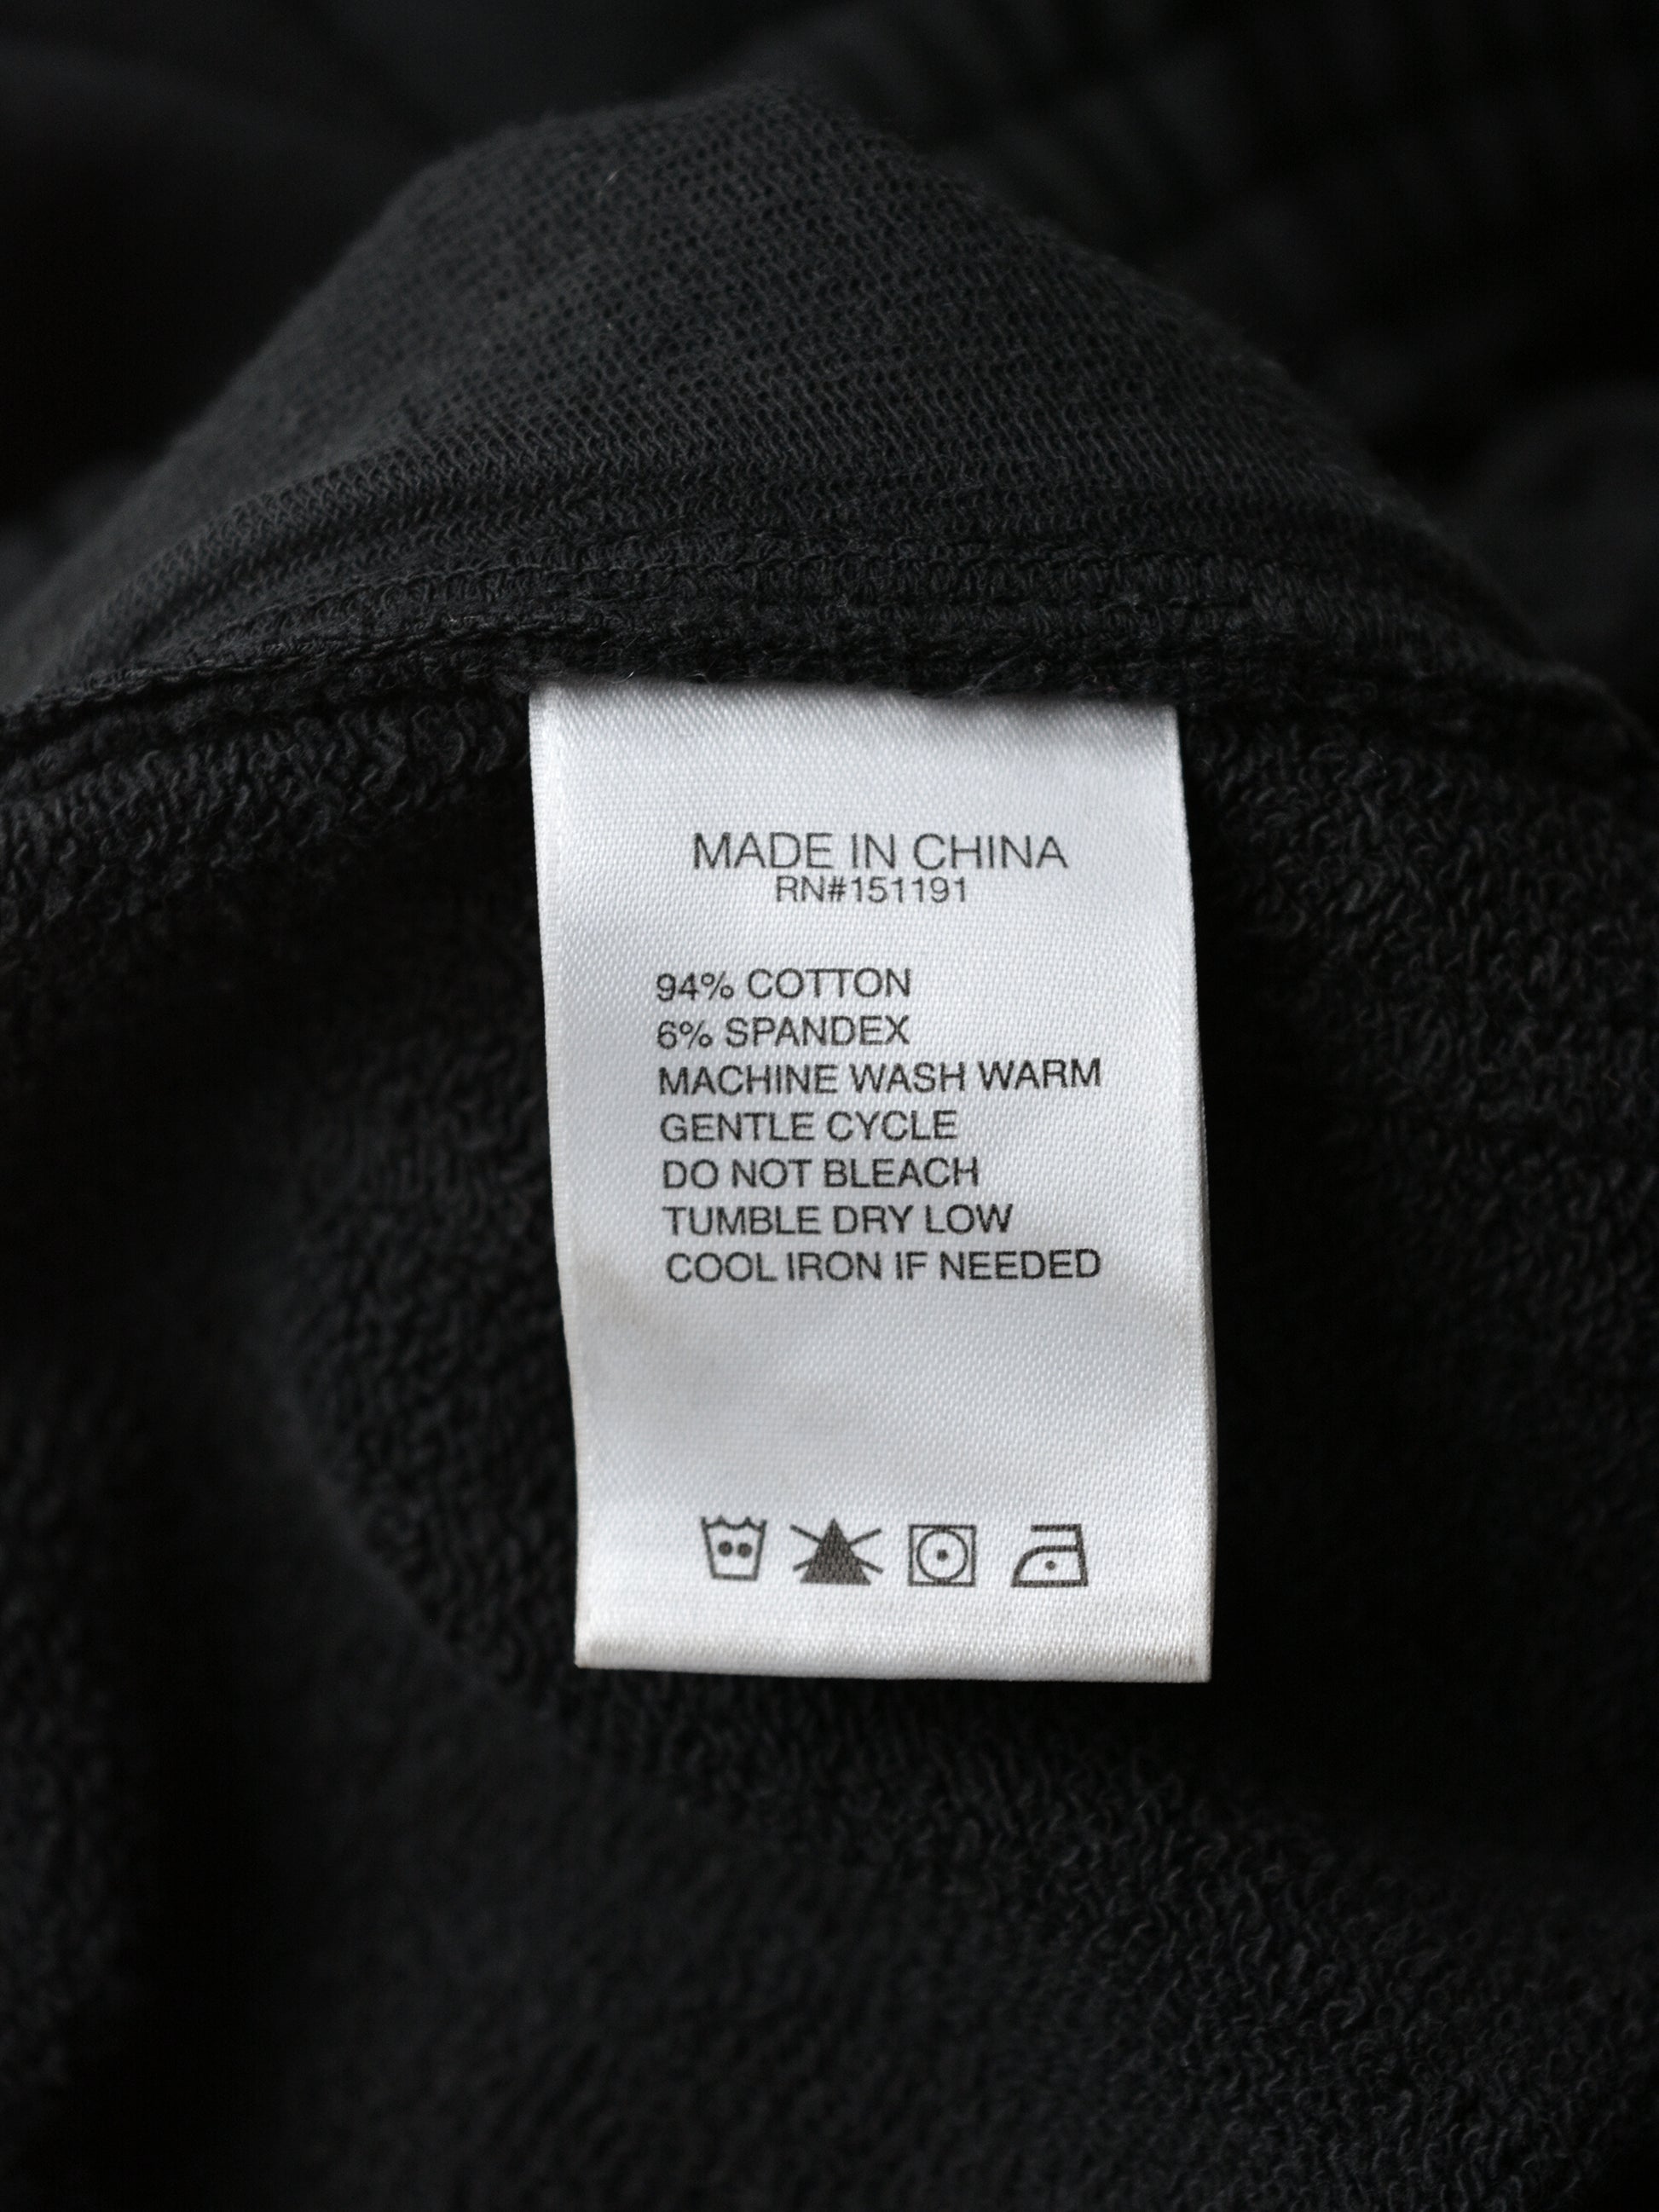 MADE IN CHINA
RN#151191
94% COTTON
6% SPANDEX
MACHINE WASH WARM
GENTLE CYCLE
DO NOT BLEACH
TUMBLE DRY LOW
COOL IRON IF NEEDED